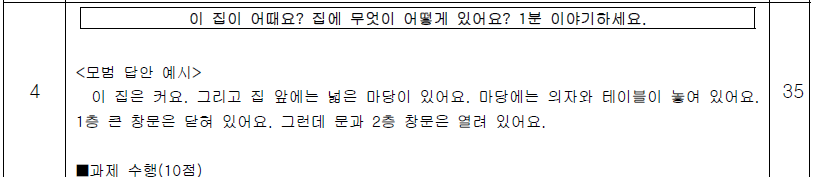 이 집이 어때요? 집에 무엇이 어떻게 있어요? 1분 이야기하세요.
<모범 답안 예시>
4
이 집은 커요. 그리고 집 앞에는 넓은 마당이 있어요. 마당에는 의자와 테이블이 놓여 있어요.
35
1층 큰 창문은 닫혀 있어요. 그런데 문과 2층 창문은 열려 있어요.
■과제 수행(10점)